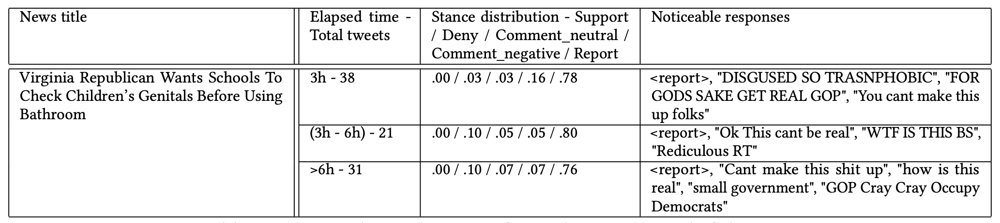 News title
Elapsed time -
Total tweets
Stance distribution - Support
/ Deny / Comment_neutral /
Comment_negative / Report
Noticeable responses
Virginia Republican Wants Schools To
Check Children's Genitals Before Using
Bathroom
3h - 38
.00 / .03 / .03 / .16 / .78
<report>, "DISGUSED SO TRASNPHOBIC", "FOR
GODS SAKE GET REAL GOP", "You cant make this
up folks"
(3h - 6h) - 21
.00 / .10 / .05 / .05 / .80
<report>, "Ok This cant be real", "WTF IS THIS BS",
"Rediculous RT"
>6h - 31
.00 / .10 / .07 / .07 / .76
<report>, "Cant make this shit up", "how is this
real", "small government", "GOP Cray Cray Occupy
Democrats"